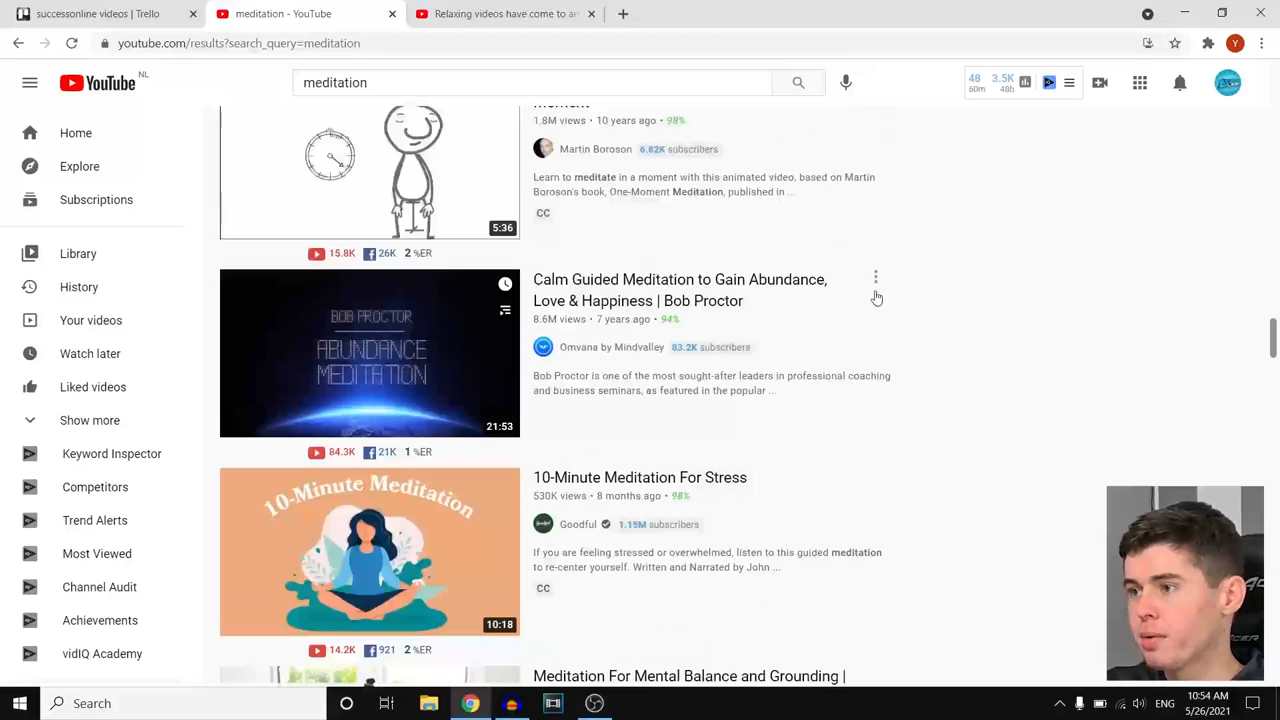 successonline videos | Trello
meditation - YouTube
Relaxing videos have come to an
youtube.com/results?search_query=meditation
Y
YouTube NL
meditation
48 60m 3.5K 48h
Home
Explore
Subscriptions
Library
History
Your videos
Watch later
Liked videos
Show more
Keyword Inspector
Competitors
Trend Alerts
Most Viewed
Channel Audit
Achievements
vidIQ Academy
5:36
Moment
1.8M views • 10 years ago • 98%
Martin Boroson 6.82K subscribers
Learn to meditate in a moment with this animated video, based on Martin
Boroson's book, One-Moment Meditation, published in ...
CC
15.8K 26K 2 %ER
BOB PROCTOR
ABUNDANCE
MEDITATION
21:53
Calm Guided Meditation to Gain Abundance,
Love & Happiness | Bob Proctor
8.6M views • 7 years ago • 94%
Omvana by Mindvalley 83.2K subscribers
Bob Proctor is one of the most sought-after leaders in professional coaching
and business seminars, as featured in the popular ...
84.3K 21K 1 %ER
10-Minute Meditation
10:18
10-Minute Meditation For Stress
530K views • 8 months ago • 98%
Goodful 1.15M subscribers
If you are feeling stressed or overwhelmed, listen to this guided meditation
to re-center yourself. Written and Narrated by John ...
CC
14.2K 921 2 %ER
Meditation For Mental Balance and Grounding |
Search
ENG
10:54 AM
5/26/2021